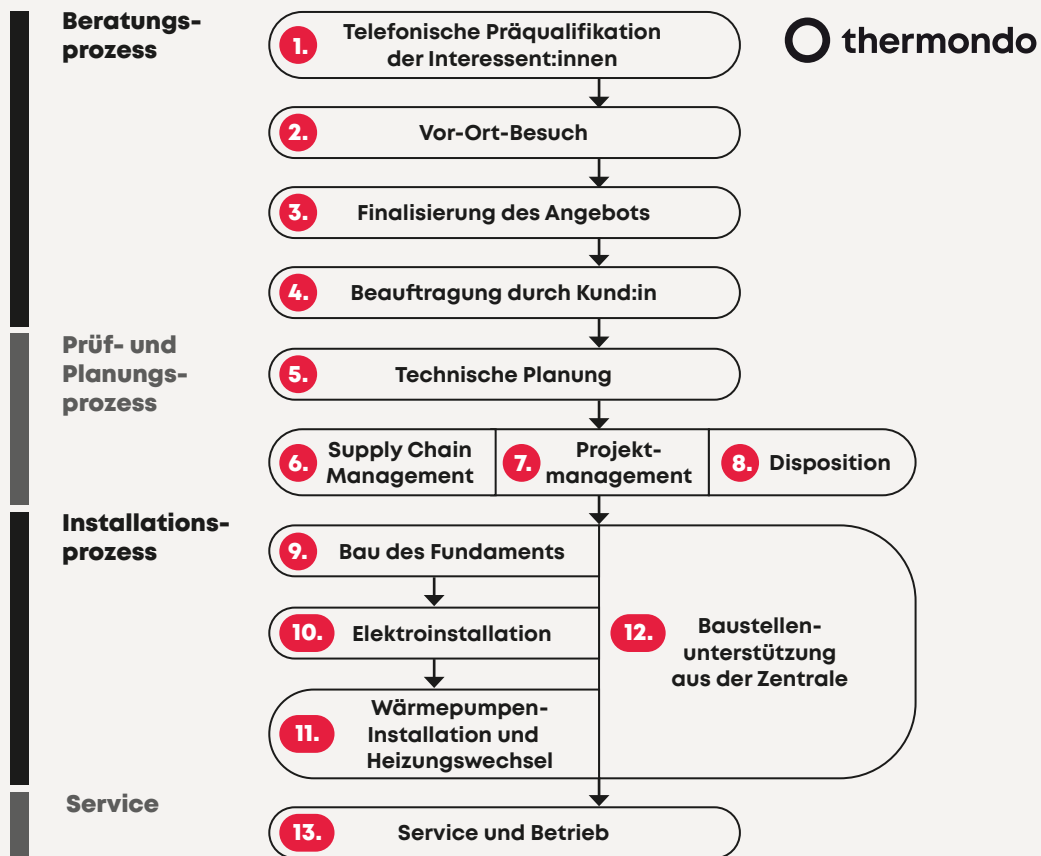 Beratungs-
prozess
1. Telefonische Präqualifikation
der Interessent:innen
thermondo
2. Vor-Ort-Besuch
3. Finalisierung des Angebots
4. Beauftragung durch Kund:in
Prüf- und
Planungs-
prozess
5. Technische Planung
6. Supply Chain
Management
7. Projekt-
management
8. Disposition
Installations-
prozess
9. Bau des Fundaments
10. Elektroinstallation
11. Wärmepumpen-
Installation und
Heizungswechsel
12. Baustellen-
unterstützung
aus der Zentrale
Service
13. Service und Betrieb